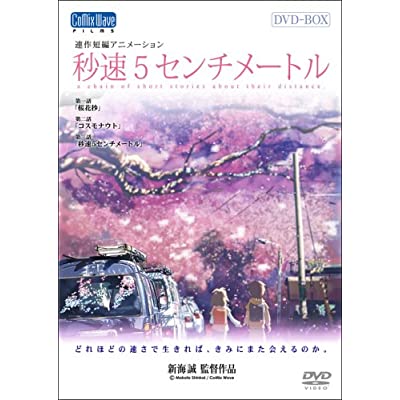 CoMix Wave
FILMS
DVD-BOX
連作短編アニメーション
秒速5センチメートル
a chain of short stories about their distance.
第一話
「桜花抄」
第二話
「コスモナウト」
第三話
「秒速5センチメートル」
どれほどの速さで生きれば、きみにまた会えるのか。
新海 誠 監督作品
© Makoto Shinkai / CoMix Wave
DVD
VIDEO